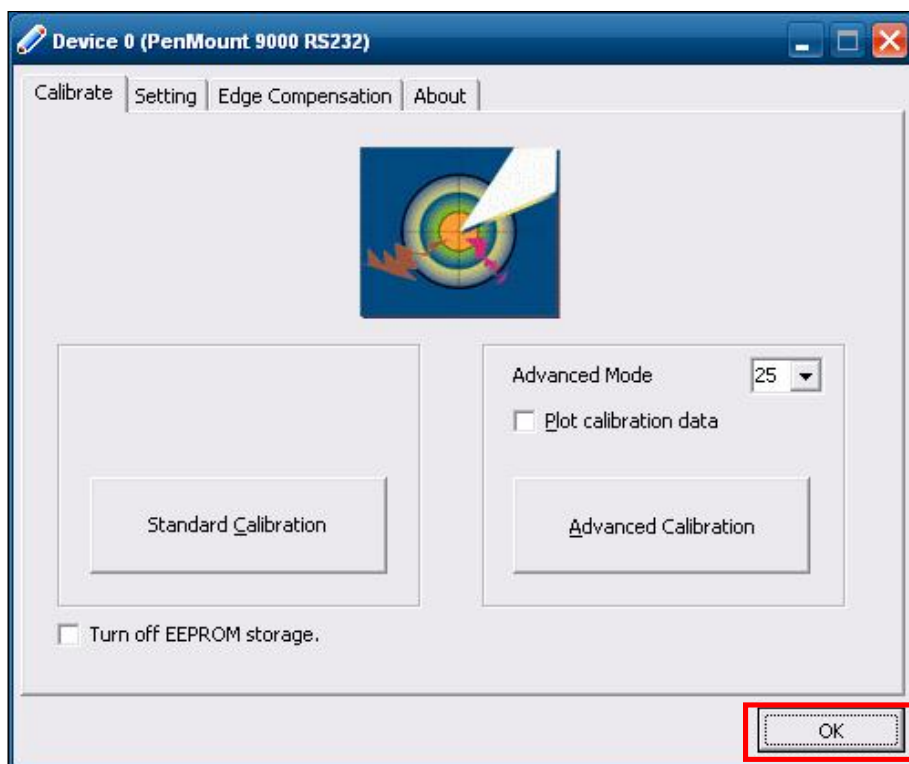 Device 0 (PenMount 9000 RS232)
Calibrate Setting Edge Compensation About
Advanced Mode 25
Plot calibration data
Standard Calibration
Advanced Calibration
Turn off EEPROM storage.
OK